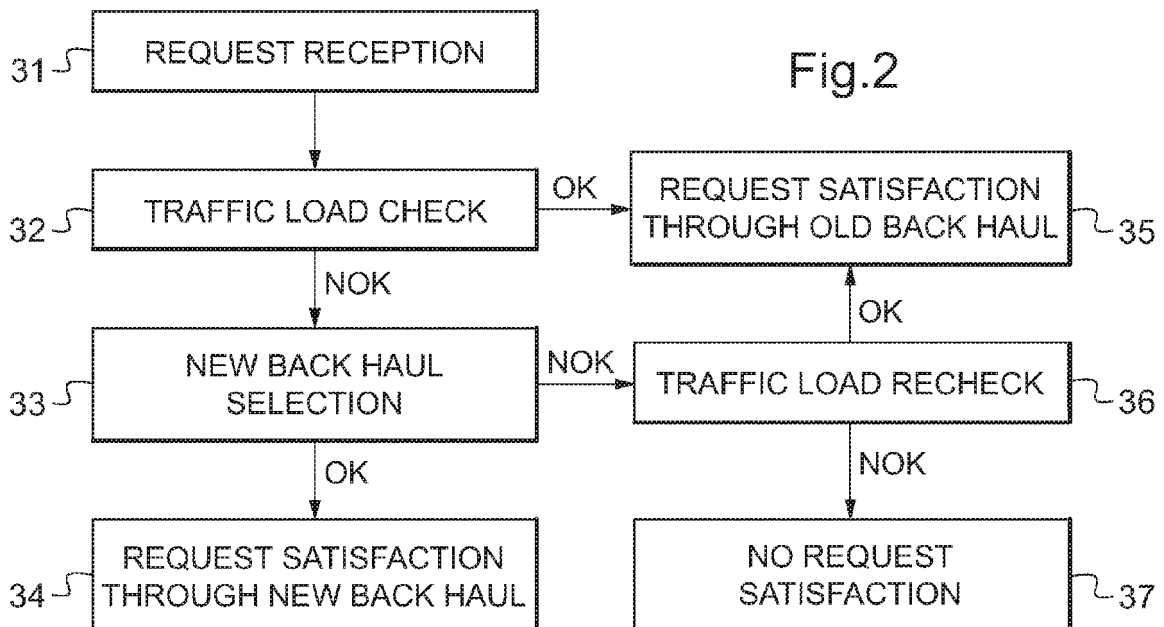 31
REQUEST RECEPTION
Fig.2
32
TRAFFIC LOAD CHECK
OK
REQUEST SATISFACTION
THROUGH OLD BACK HAUL
35
NOK
OK
33
NEW BACK HAUL
SELECTION
NOK
TRAFFIC LOAD RECHECK
36
OK
NOK
34
REQUEST SATISFACTION
THROUGH NEW BACK HAUL
NO REQUEST
SATISFACTION
37